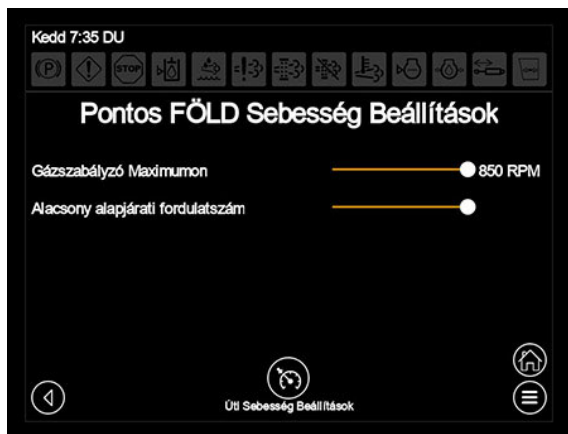 Kedd 7:35 DU
(P)
STOP
Pontos FÖLD Sebesség Beállítások
Gázszabályzó Maximumon 850 RPM
Alacsony alapjárati fordulatszám
Úti Sebesség Beállítások